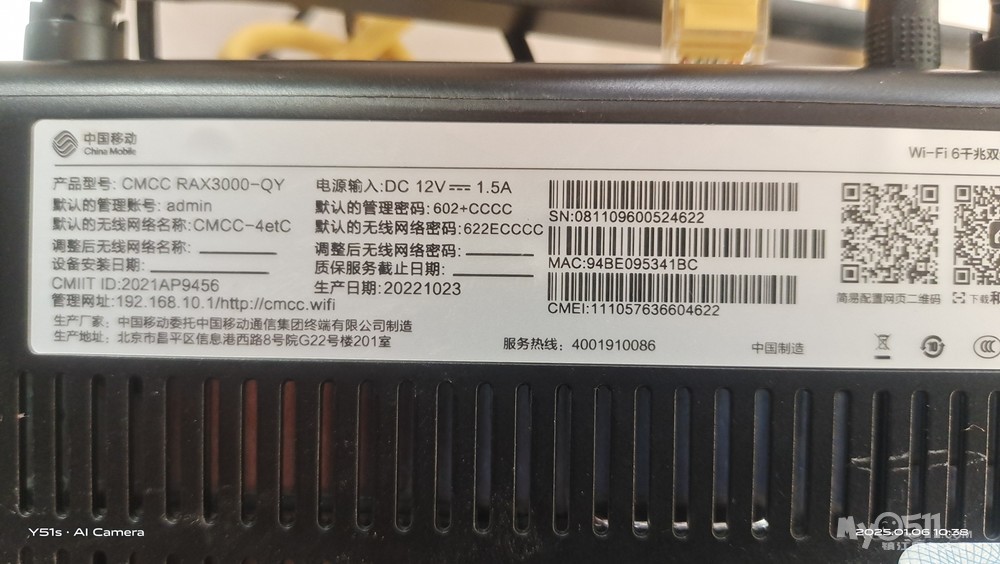 中国移动
China Mobile
Wi-Fi 6千兆双
产品型号: CMCC RAX3000-QY
电源输入:DC 12V 1.5A
默认的管理账号: admin
默认的管理密码:602+CCCC
默认的无线网络名称:CMCC-4etC
默认的无线网络密码:622ECCCC
调整后无线网络名称:
调整后无线网络密码:
设备安装日期:
质保服务截止日期:
CMIIT ID:2021AP9456
生产日期:20221023
管理网址:192.168.10.1/http://cmcc.wifi
生产厂家: 中国移动委托中国移动通信集团终端有限公司制造
生产地址: 北京市昌平区信息港西路8号院G22号楼201室
SN:081109600524622
MAC:94BE095341BC
CMEI:111057636604622
简易配置网页二维码
下载和
服务热线: 4001910086
中国制造
10
CCC
Y51s · AI Camera
My0511.com
2025.01.06 10:38